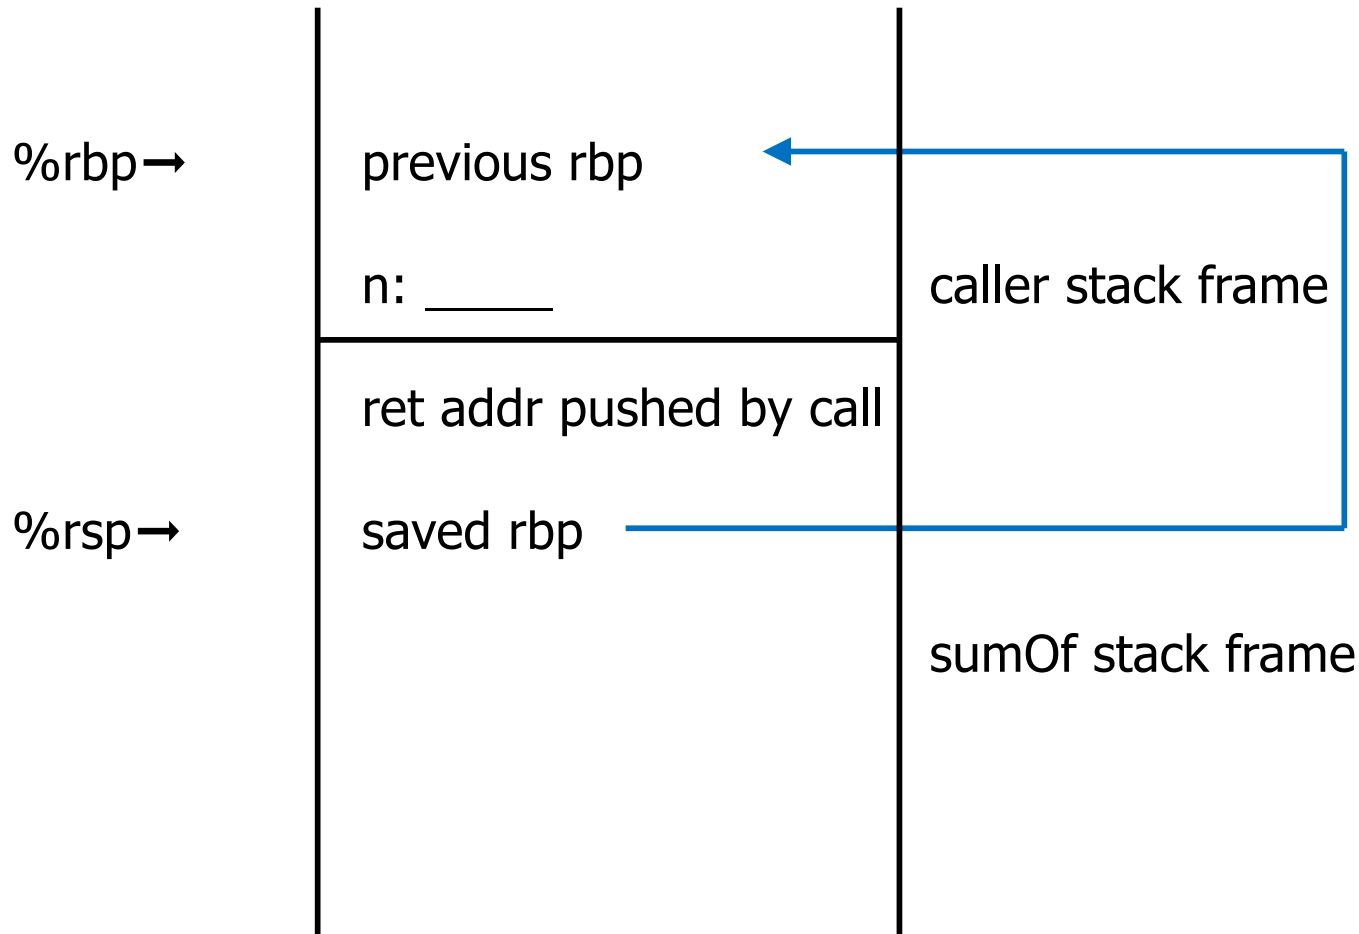 %rbp→ previous rbp
n: _____ caller stack frame
ret addr pushed by call
%rsp→ saved rbp
sumOf stack frame